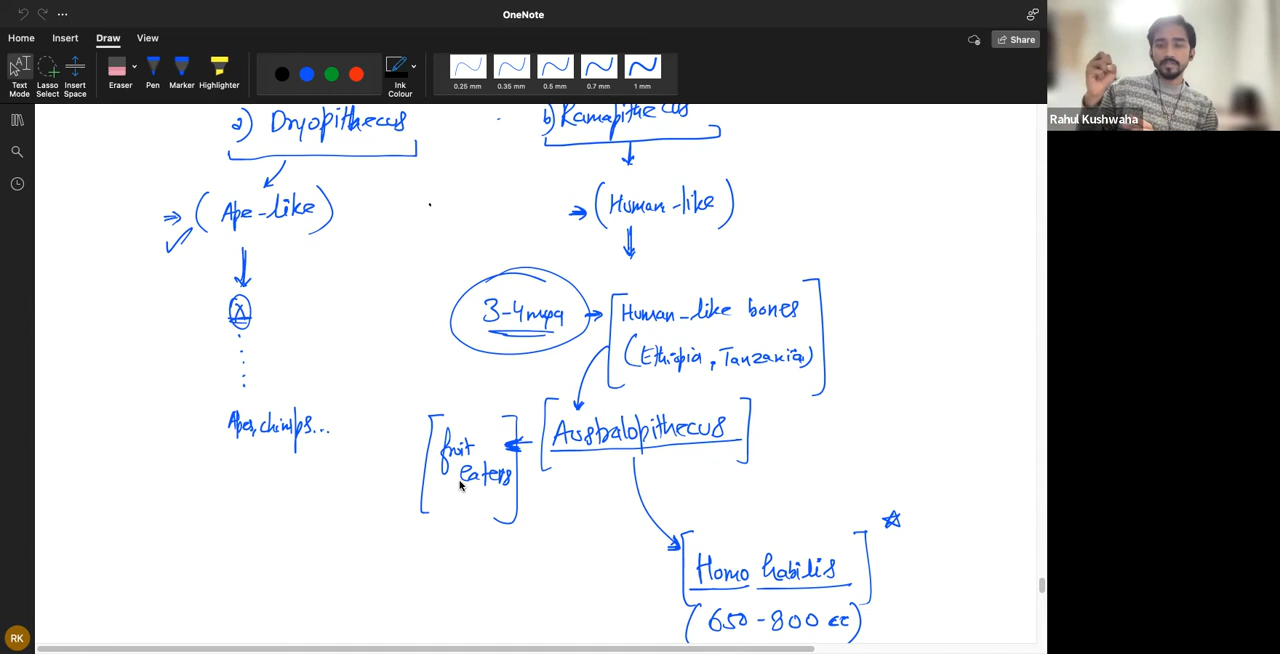 OneNote
Home Insert Draw View
Share
Text Mode
Lasso Select
Insert Space
Eraser
Pen
Marker
Highlighter
Ink Colour
0.25 mm
0.35 mm
0.5 mm
0.7 mm
1 mm
Rahul Kushwaha
a) Dryopithecus
b) Ramapithecus
(Ape-like)
(Human-like)
3-4 mya
Human-like bones
(Ethiopia, Tanzania)
x
Apes, chimps...
Australopithecus
fruit
eaters
Homo habilis
(650-800 cc)
RK